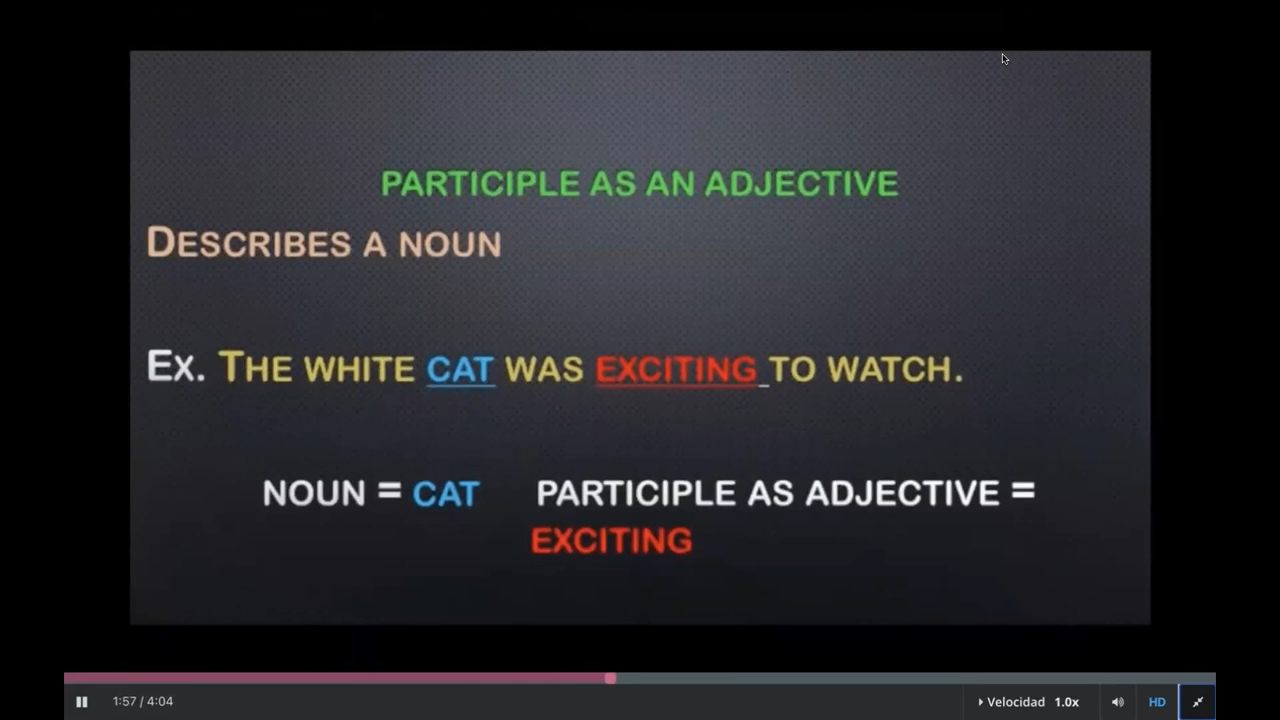 PARTICIPLE AS AN ADJECTIVE
DESCRIBES A NOUN
EX. THE WHITE CAT WAS EXCITING TO WATCH.
NOUN = CAT PARTICIPLE AS ADJECTIVE =
EXCITING
1:57 / 4:04 Velocidad 1.0x HD